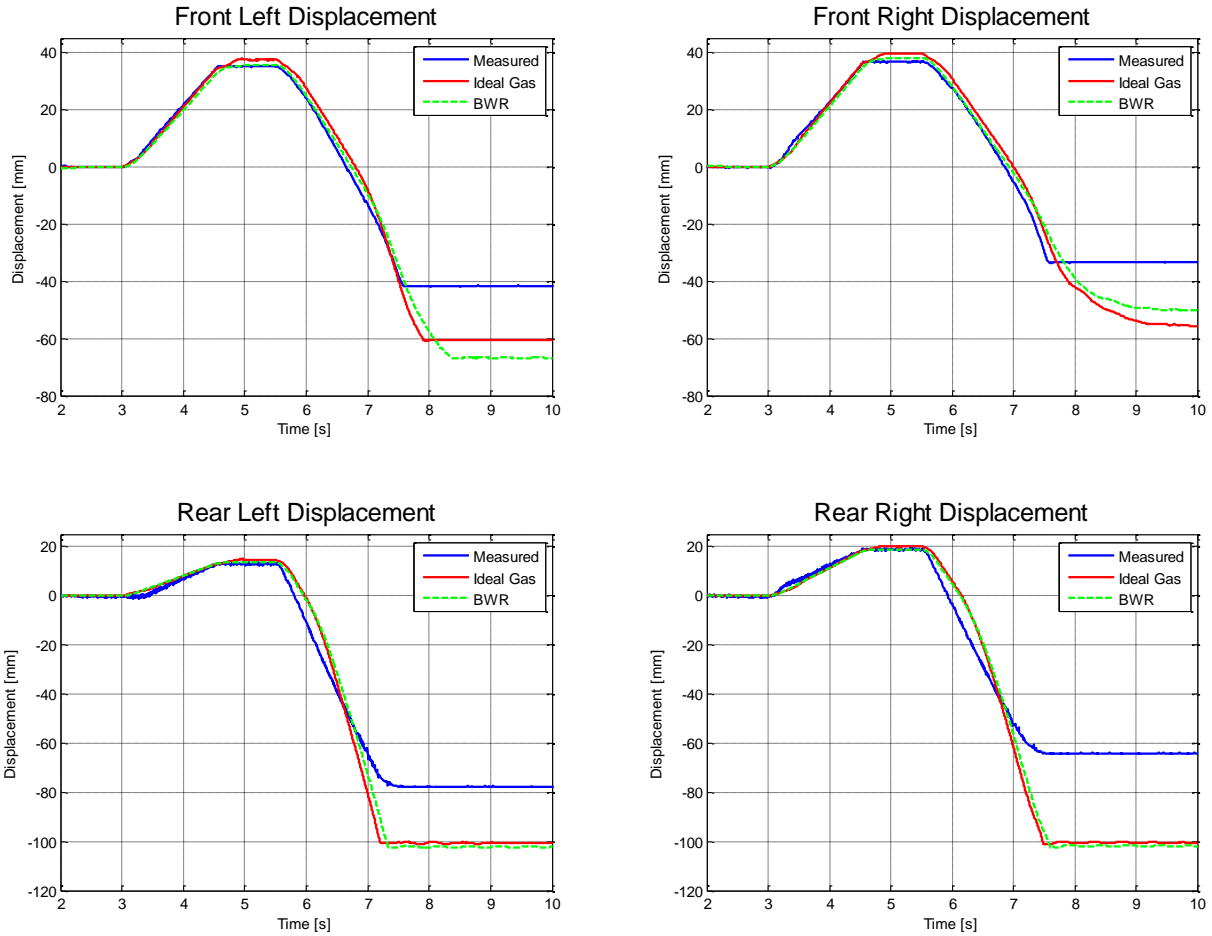 Front Left Displacement
Displacement [mm]
40
20
0
-20
-40
-60
-80
2 3 4 5 6 7 8 9 10
Time [s]
Measured
Ideal Gas
BWR
Front Right Displacement
Displacement [mm]
40
20
0
-20
-40
-60
-80
2 3 4 5 6 7 8 9 10
Time [s]
Measured
Ideal Gas
BWR
Rear Left Displacement
Displacement [mm]
20
0
-20
-40
-60
-80
-100
-120
2 3 4 5 6 7 8 9 10
Time [s]
Measured
Ideal Gas
BWR
Rear Right Displacement
Displacement [mm]
20
0
-20
-40
-60
-80
-100
-120
2 3 4 5 6 7 8 9 10
Time [s]
Measured
Ideal Gas
BWR